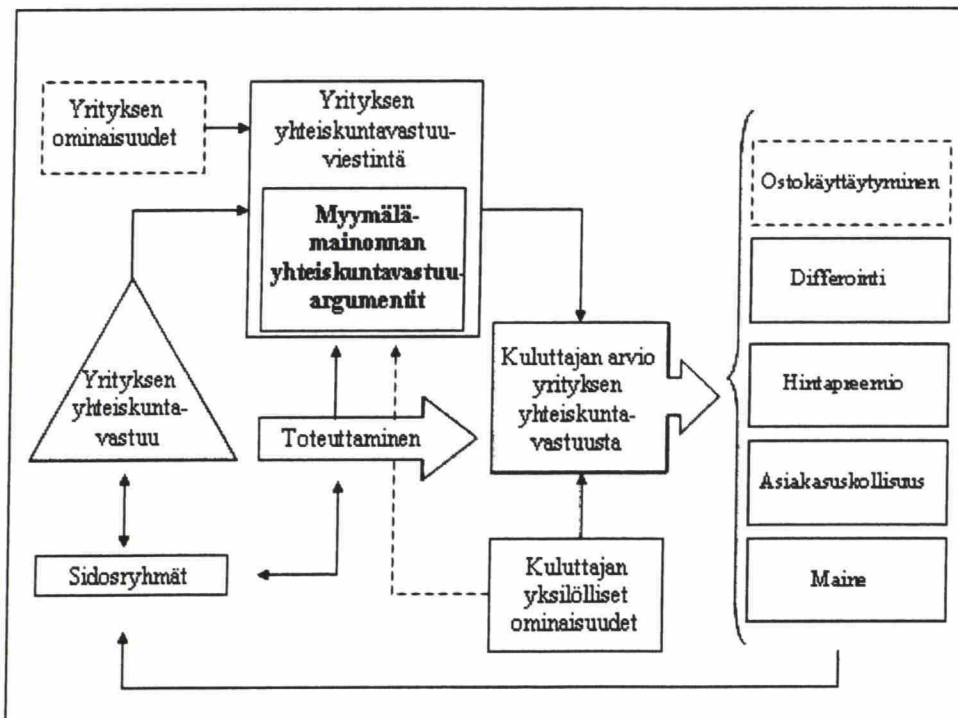 Yrityksen
ominaisuudet
Yrityksen
yhteiskuntavastuu-
viestintä
Myymälä-
mainonnan
yhteiskuntavastuu-
argumentit
Yrityksen
yhteiskunta-
vastuu
Toteuttaminen
Sidosryhmät
Kuluttajan arvio
yrityksen
yhteiskunta-
vastuusta
Kuluttajan
yksilölliset
ominaisuudet
Ostokäyttäytyminen
Differointi
Hintapreemio
Asiakasuskollisuus
Maine